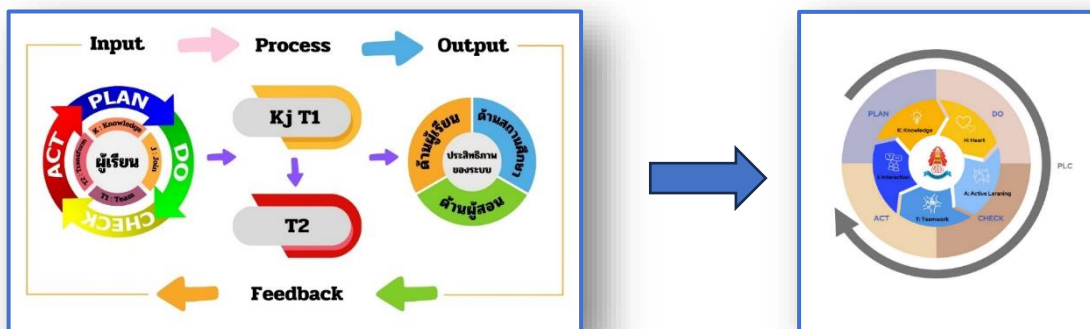 Input
Process
Output
PLAN
DO
CHECK
ACT
K : Knowledge
J : Join
T1 : Team
T2 : Transform
ผู้เรียน
Kj T1
T2
ด้านผู้เรียน
ด้านสถานศึกษา
ด้านผู้สอน
ประสิทธิภาพ
ของระบบ
Feedback
PLAN
DO
CHECK
ACT
K: Knowledge
H: Heart
A: Active Laraning
T: Teamwork
I: Interaction
PLC